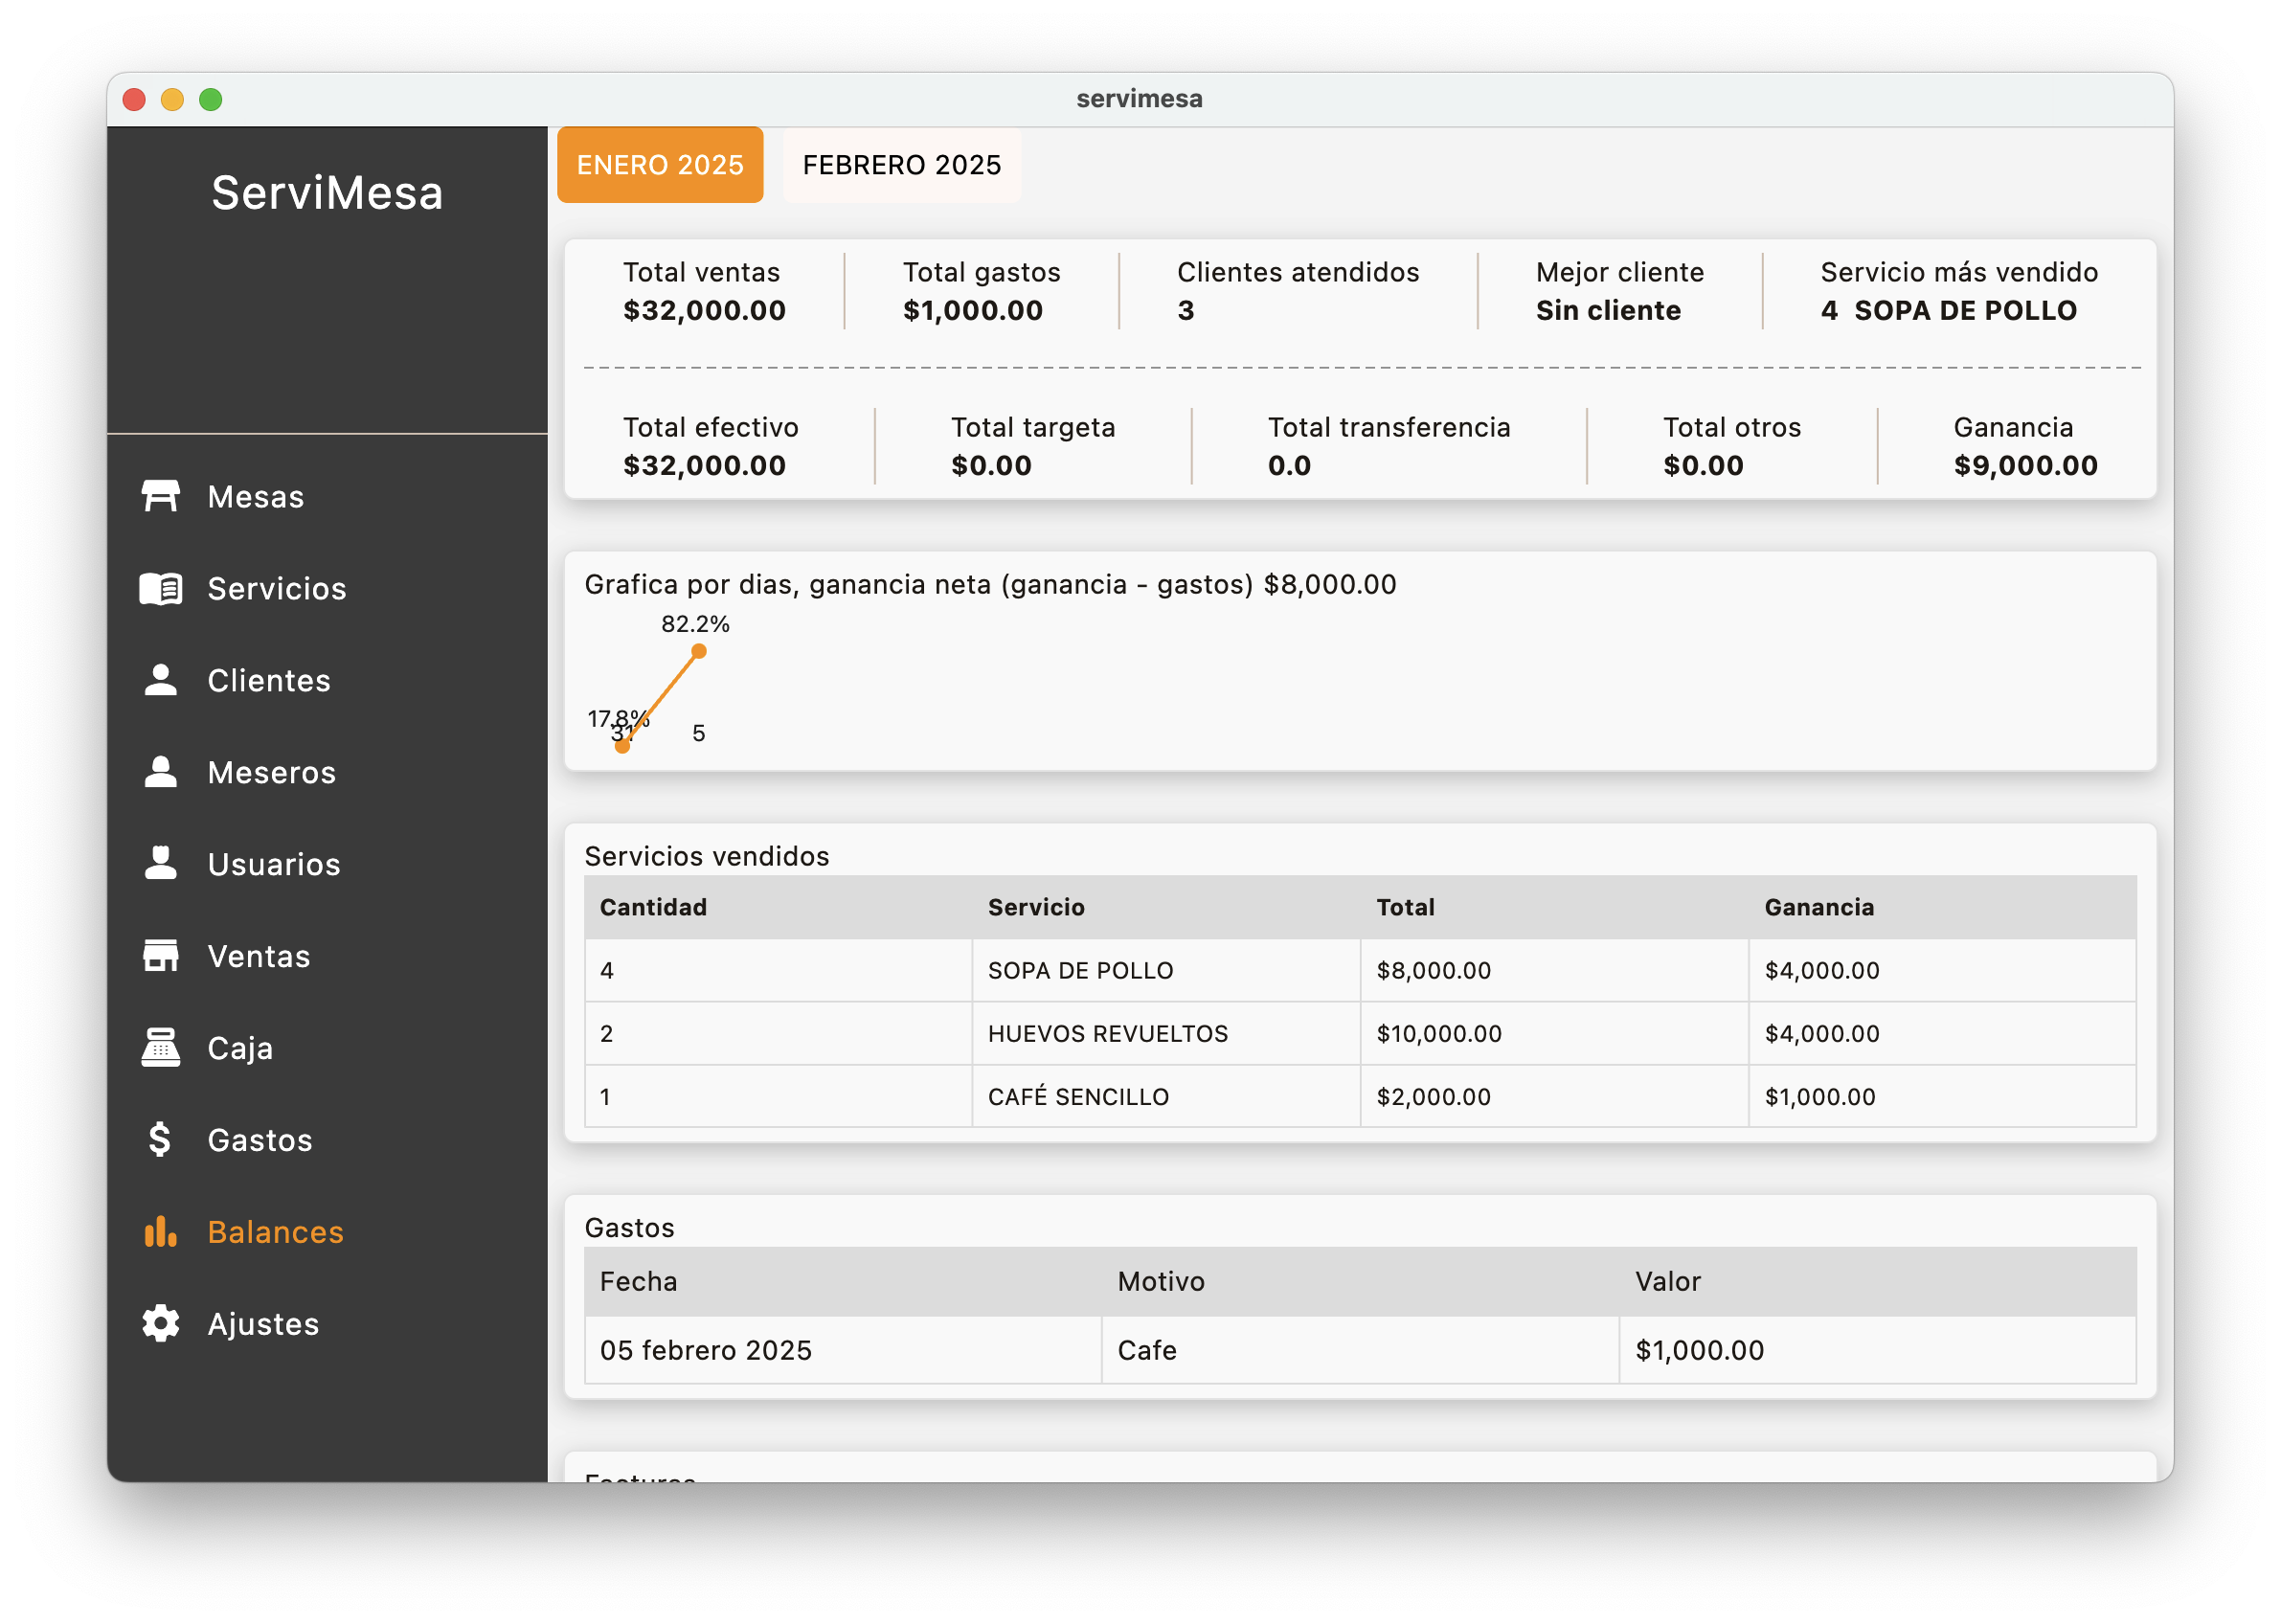 servimesa
ServiMesa
Mesas
Servicios
Clientes
Meseros
Usuarios
Ventas
Caja
Gastos
Balances
Ajustes
ENERO 2025 FEBRERO 2025
Total ventas Total gastos Clientes atendidos Mejor cliente Servicio más vendido
$32,000.00 $1,000.00 3 Sin cliente 4 SOPA DE POLLO
Total efectivo Total targeta Total transferencia Total otros Ganancia
$32,000.00 $0.00 0.0 $0.00 $9,000.00
Grafica por dias, ganancia neta (ganancia - gastos) $8,000.00
82.2%
17.8%
31 5
Servicios vendidos
Cantidad Servicio Total Ganancia
4 SOPA DE POLLO $8,000.00 $4,000.00
2 HUEVOS REVUELTOS $10,000.00 $4,000.00
1 CAFÉ SENCILLO $2,000.00 $1,000.00
Gastos
Fecha Motivo Valor
05 febrero 2025 Cafe $1,000.00
Facturas